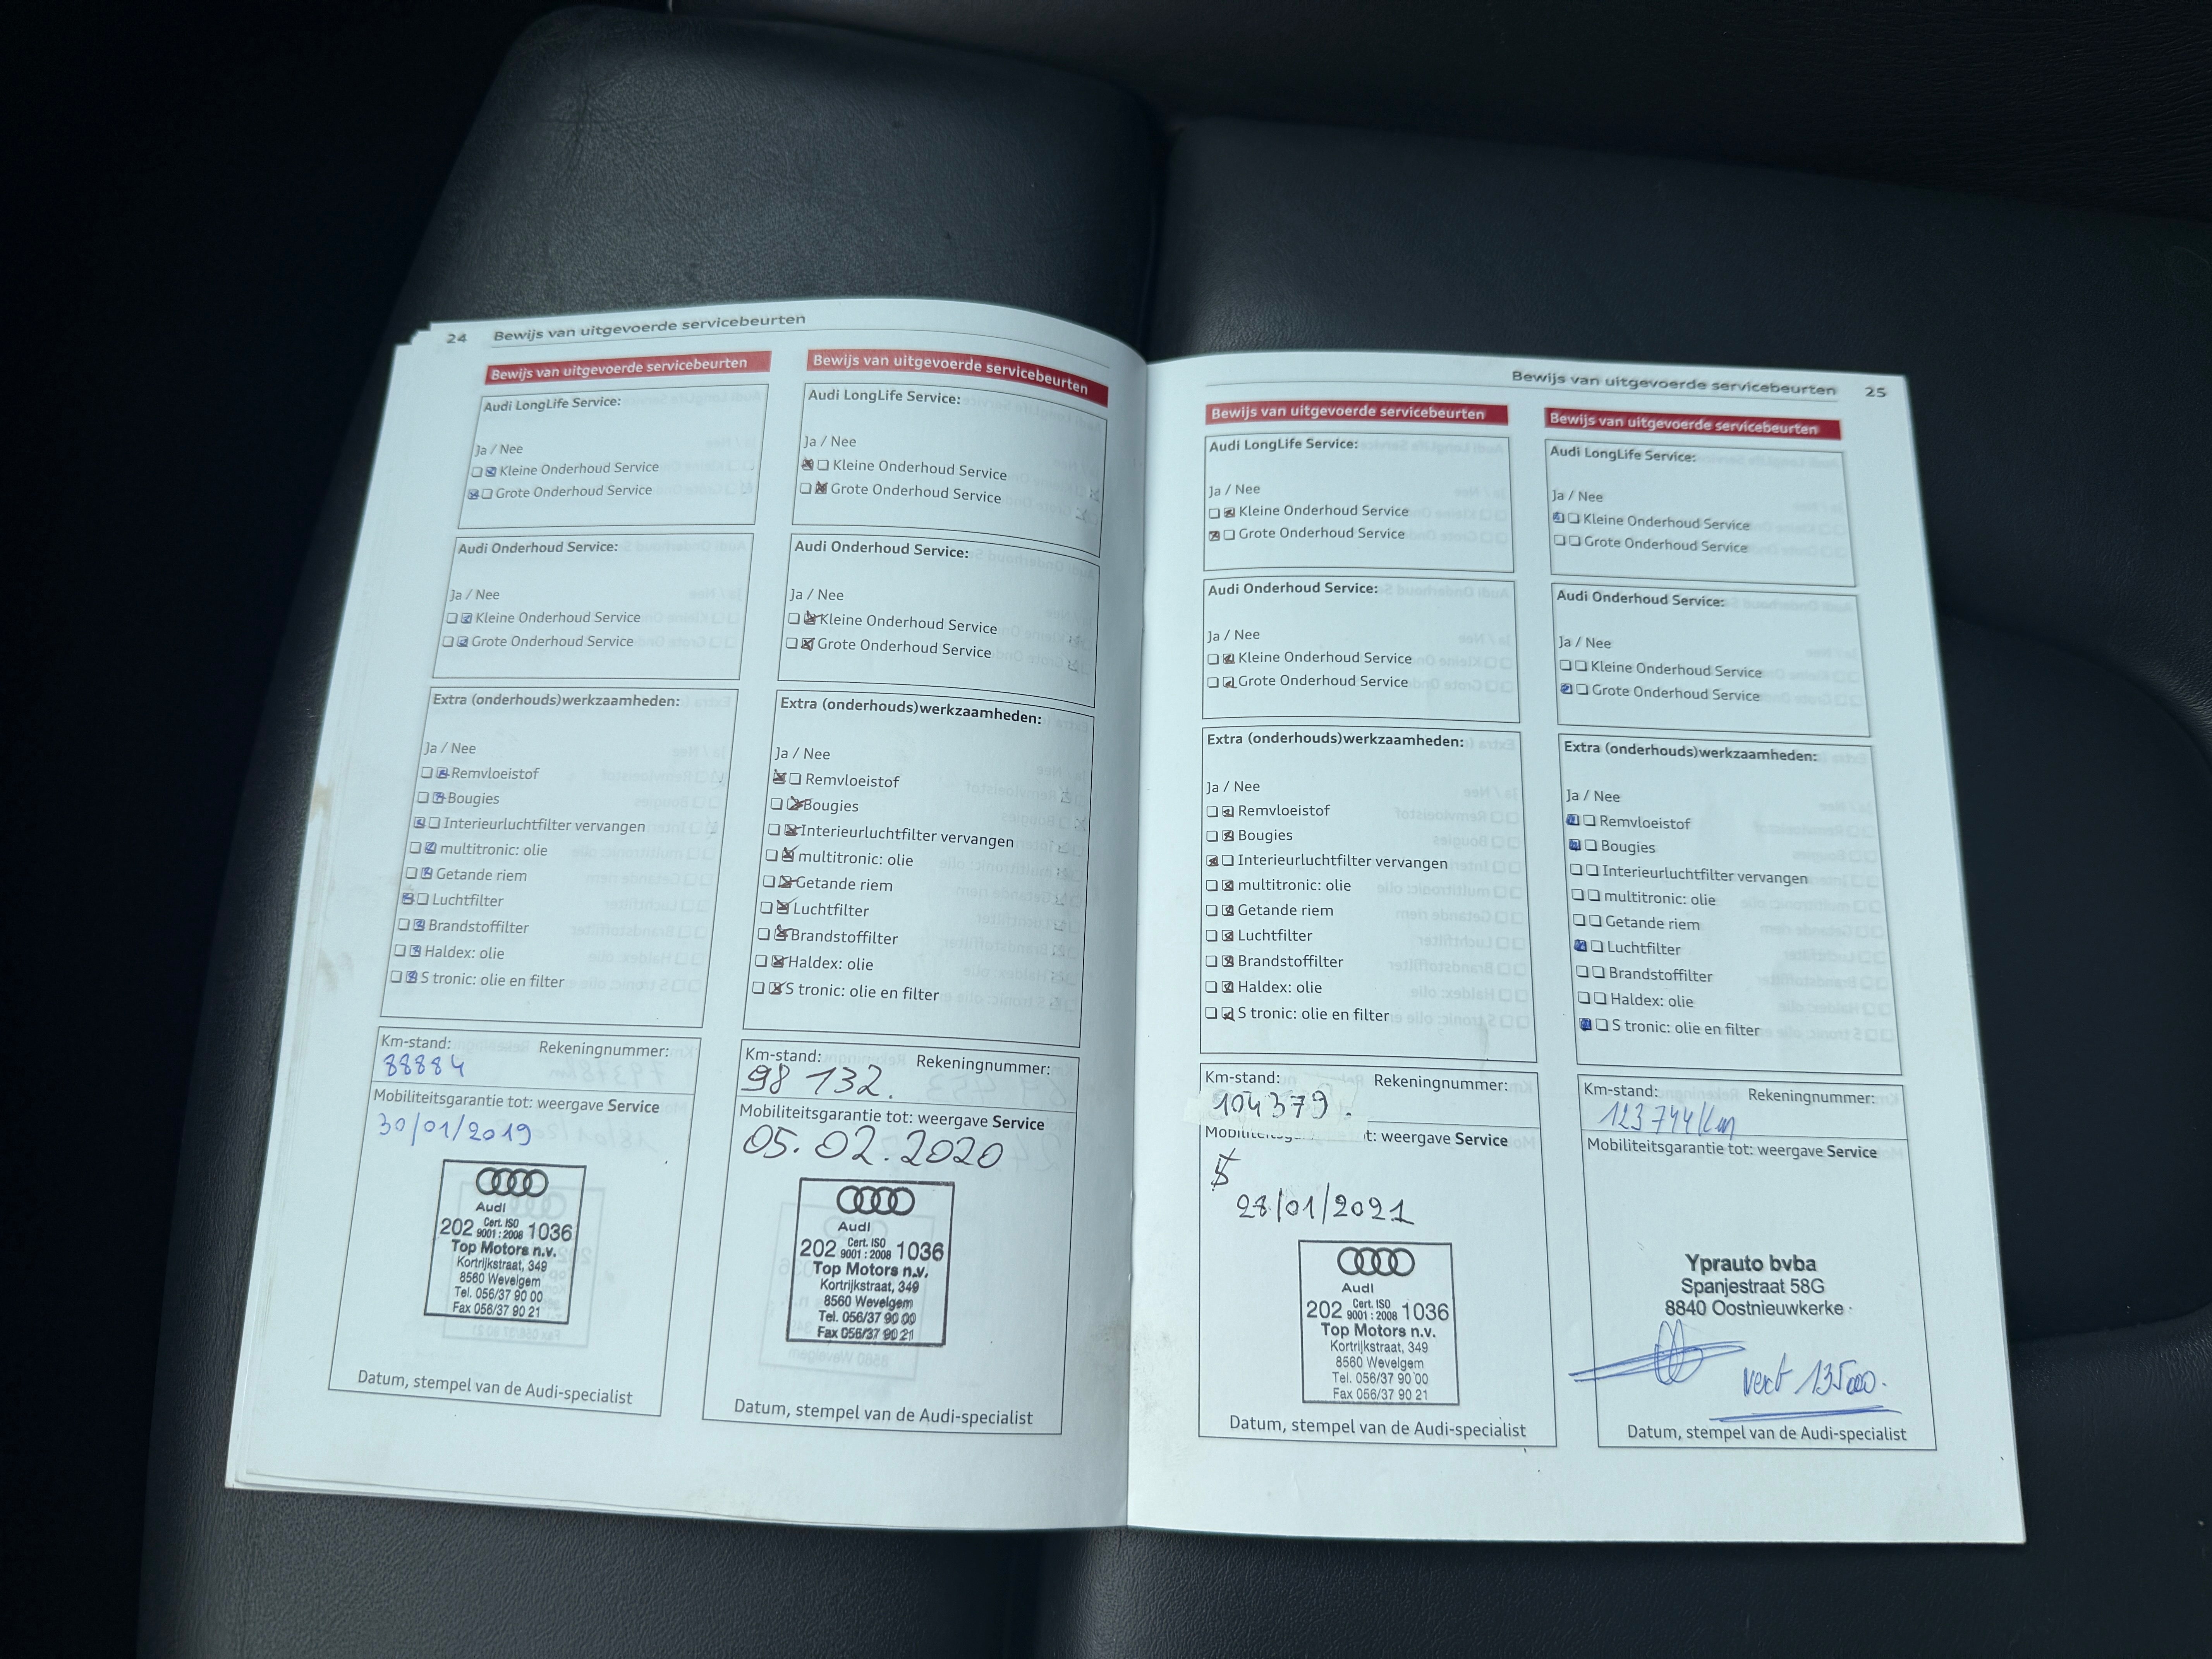 24 Bewijs van uitgevoerde servicebeurten
Bewijs van uitgevoerde servicebeurten
Audi LongLife Service:
Ja / Nee
Kleine Onderhoud Service
Grote Onderhoud Service
Audi Onderhoud Service:
Ja / Nee
Kleine Onderhoud Service
Grote Onderhoud Service
Extra (onderhouds)werkzaamheden:
Ja / Nee
Remvloeistof
Bougies
Interieurluchtfilter vervangen
multitronic: olie
Getande riem
Luchtfilter
Brandstoffilter
Haldex: olie
S tronic: olie en filter
Km-stand: Rekeningnummer:
88884
Mobiliteitsgarantie tot: weergave Service
30/01/2019
Audi
202 Cert. ISO 9001 : 2008 1036
Top Motors n.v.
Kortrijkstraat, 349
8560 Wevelgem
Tel. 056/37 90 00
Fax 056/37 90 21
Datum, stempel van de Audi-specialist
Bewijs van uitgevoerde servicebeurten
Audi LongLife Service:
Ja / Nee
Kleine Onderhoud Service
Grote Onderhoud Service
Audi Onderhoud Service:
Ja / Nee
Kleine Onderhoud Service
Grote Onderhoud Service
Extra (onderhouds)werkzaamheden:
Ja / Nee
Remvloeistof
Bougies
Interieurluchtfilter vervangen
multitronic: olie
Getande riem
Luchtfilter
Brandstoffilter
Haldex: olie
S tronic: olie en filter
Km-stand: Rekeningnummer:
98 132.
Mobiliteitsgarantie tot: weergave Service
05.02.2020
Audi
202 Cert. ISO 9001 : 2008 1036
Top Motors n.v.
Kortrijkstraat, 349
8560 Wevelgem
Tel. 056/37 90 00
Fax 056/37 90 21
Datum, stempel van de Audi-specialist
Bewijs van uitgevoerde servicebeurten 25
Bewijs van uitgevoerde servicebeurten
Audi LongLife Service:
Ja / Nee
Kleine Onderhoud Service
Grote Onderhoud Service
Audi Onderhoud Service:
Ja / Nee
Kleine Onderhoud Service
Grote Onderhoud Service
Extra (onderhouds)werkzaamheden:
Ja / Nee
Remvloeistof
Bougies
Interieurluchtfilter vervangen
multitronic: olie
Getande riem
Luchtfilter
Brandstoffilter
Haldex: olie
S tronic: olie en filter
Km-stand: Rekeningnummer:
104 379.
t: weergave Service
28/01/2021
Audi
202 Cert. ISO 9001 : 2008 1036
Top Motors n.v.
Kortrijkstraat, 349
8560 Wevelgem
Tel. 056/37 90 00
Fax 056/37 90 21
Datum, stempel van de Audi-specialist
Bewijs van uitgevoerde servicebeurten
Audi LongLife Service:
Ja / Nee
Kleine Onderhoud Service
Grote Onderhoud Service
Audi Onderhoud Service:
Ja / Nee
Kleine Onderhoud Service
Grote Onderhoud Service
Extra (onderhouds)werkzaamheden:
Ja / Nee
Remvloeistof
Bougies
Interieurluchtfilter vervangen
multitronic: olie
Getande riem
Luchtfilter
Brandstoffilter
Haldex: olie
S tronic: olie en filter
Km-stand: Rekeningnummer:
123 744 km
Mobiliteitsgarantie tot: weergave Service
Yprauto bvba
Spanjestraat 58G
8840 Oostnieuwkerke
135000.
Datum, stempel van de Audi-specialist